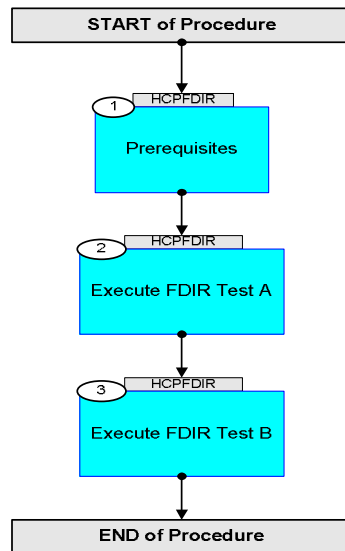 START of Procedure
HCPFDIR
1
Prerequisites
HCPFDIR
2
Execute FDIR Test A
HCPFDIR
3
Execute FDIR Test B
END of Procedure